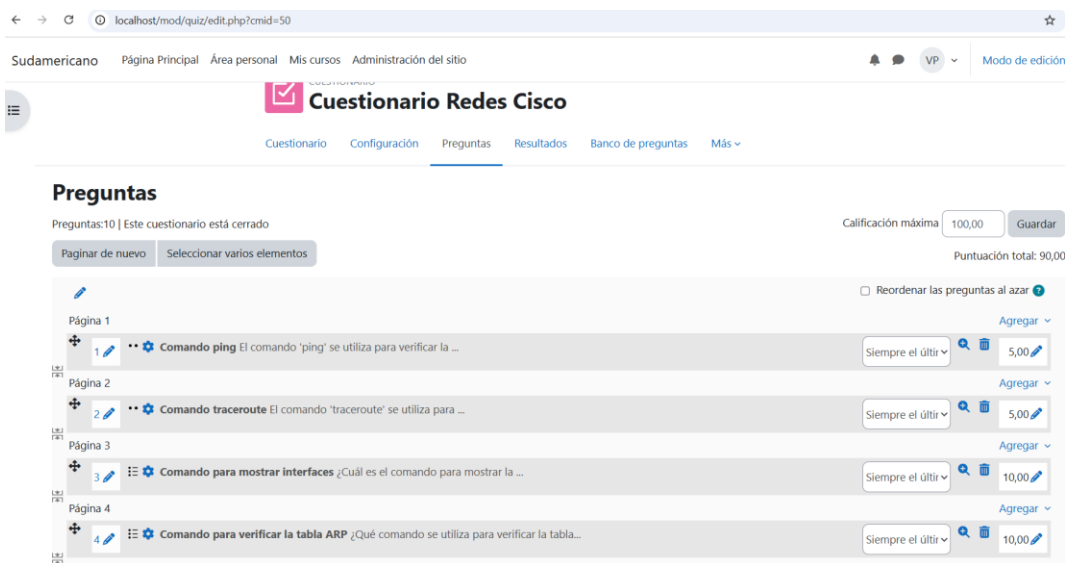 localhost/mod/quiz/edit.php?cmid=50
Sudamericano Página Principal Área personal Mis cursos Administración del sitio VP Modo de edición
Cuestionario Redes Cisco
Cuestionario Configuración Preguntas Resultados Banco de preguntas Más
Preguntas
Preguntas:10 | Este cuestionario está cerrado
Calificación máxima 100,00 Guardar
Paginar de nuevo Seleccionar varios elementos
Puntuación total: 90,00
Reordenar las preguntas al azar ?
Página 1 Agregar
1 Comando ping El comando 'ping' se utiliza para verificar la ... Siempre el últir 5,00
Página 2 Agregar
2 Comando traceroute El comando 'traceroute' se utiliza para ... Siempre el últir 5,00
Página 3 Agregar
3 Comando para mostrar interfaces ¿Cuál es el comando para mostrar la ... Siempre el últir 10,00
Página 4 Agregar
4 Comando para verificar la tabla ARP ¿Qué comando se utiliza para verificar la tabla... Siempre el últir 10,00